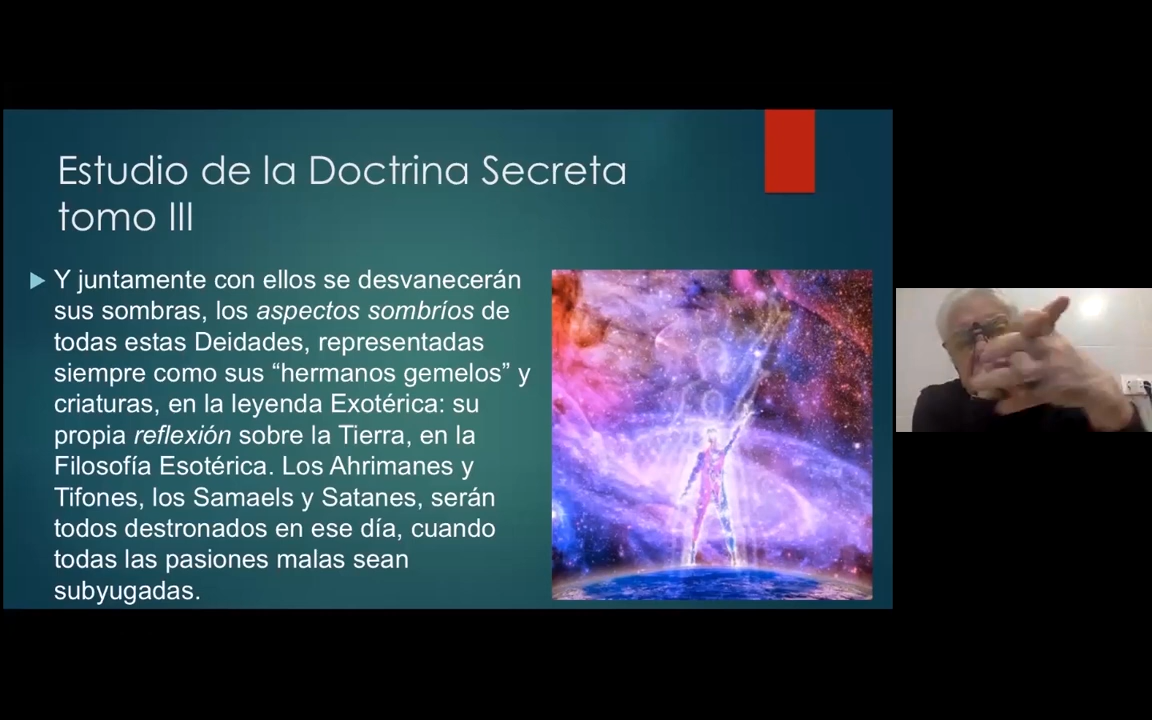 Estudio de la Doctrina Secreta
tomo III
Y juntamente con ellos se desvanecerán
sus sombras, los aspectos sombríos de
todas estas Deidades, representadas
siempre como sus “hermanos gemelos” y
criaturas, en la leyenda Exotérica: su
propia reflexión sobre la Tierra, en la
Filosofía Esotérica. Los Ahrimanes y
Tifones, los Samaels y Satanes, serán
todos destronados en ese día, cuando
todas las pasiones malas sean
subyugadas.